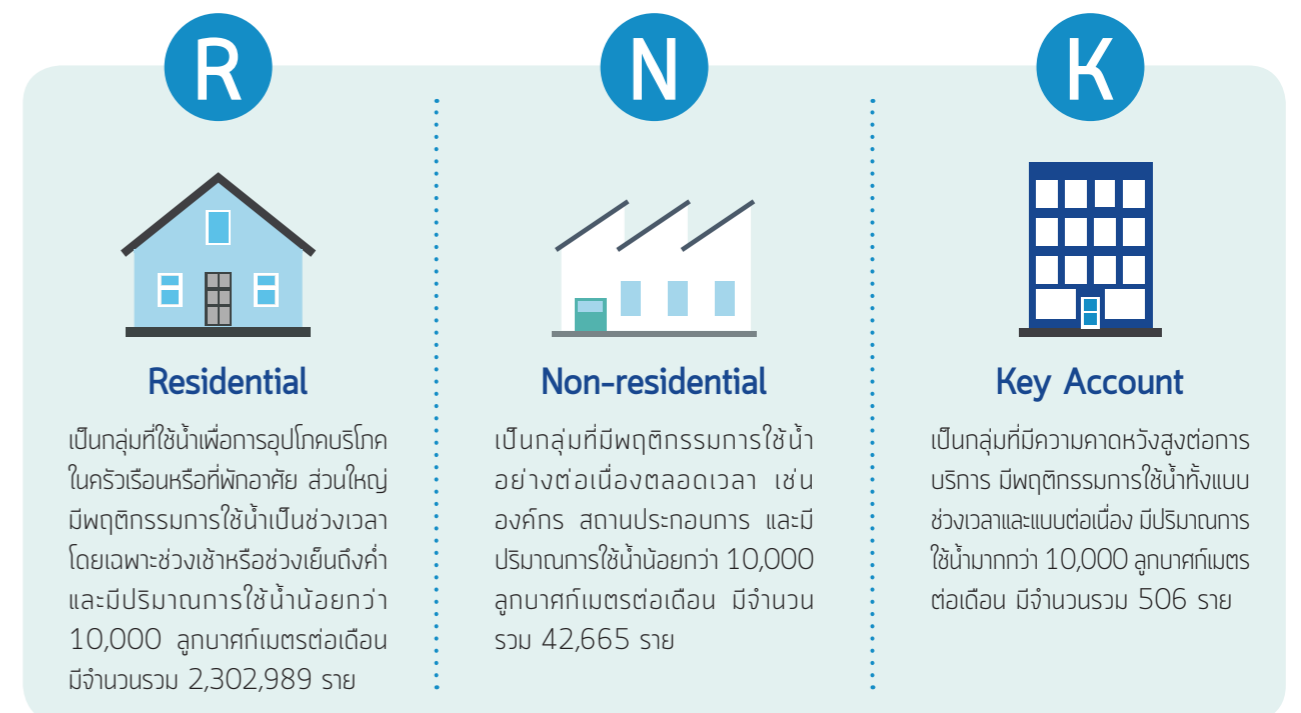 R
Residential
เป็นกลุ่มที่ใช้น้ำเพื่อการอุปโภคบริโภค
ในครัวเรือนหรือที่พักอาศัย ส่วนใหญ่
มีพฤติกรรมการใช้น้ำเป็นช่วงเวลา
โดยเฉพาะช่วงเช้าหรือช่วงเย็นถึงค่ำ
และมีปริมาณการใช้น้ำน้อยกว่า
10,000 ลูกบาศก์เมตรต่อเดือน
มีจำนวนรวม 2,302,989 ราย
N
Non-residential
เป็นกลุ่มที่มีพฤติกรรมการใช้น้ำ
อย่างต่อเนื่องตลอดเวลา เช่น
องค์กร สถานประกอบการ และมี
ปริมาณการใช้น้ำน้อยกว่า 10,000
ลูกบาศก์เมตรต่อเดือน มีจำนวน
รวม 42,665 ราย
K
Key Account
เป็นกลุ่มที่มีความคาดหวังสูงต่อการ
บริการ มีพฤติกรรมการใช้น้ำทั้งแบบ
ช่วงเวลาและแบบต่อเนื่อง มีปริมาณการ
ใช้น้ำมากกว่า 10,000 ลูกบาศก์เมตร
ต่อเดือน มีจำนวนรวม 506 ราย